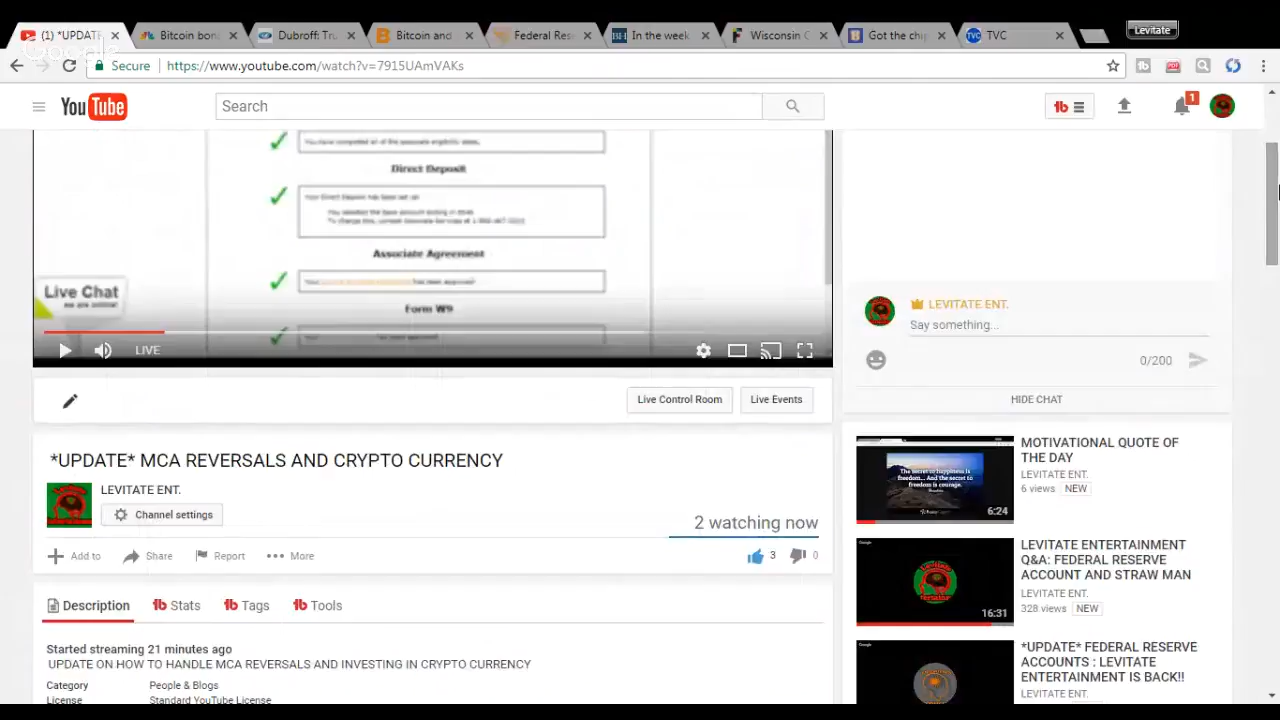 (1) *UPDATE
Bitcoin bon
Dubroff: Tru
Bitcoin and
Federal Res
In the week
Wisconsin G
Got the chip
TVC
Levitate
Google
Secure
https://www.youtube.com/watch?v=7915UAmVAKs
YouTube
Search
1
Direct Deposit
Associate Agreement
Form W9
Live Chat
we are online!
LIVE
LEVITATE ENT.
Say something...
0/200
HIDE CHAT
Live Control Room
Live Events
*UPDATE* MCA REVERSALS AND CRYPTO CURRENCY
LEVITATE ENT.
Channel settings
2 watching now
Add to
Share
Report
More
3
0
Description
Stats
Tags
Tools
Started streaming 21 minutes ago
UPDATE ON HOW TO HANDLE MCA REVERSALS AND INVESTING IN CRYPTO CURRENCY
Category
People & Blogs
License
Standard YouTube License
MOTIVATIONAL QUOTE OF
THE DAY
LEVITATE ENT.
6 views
NEW
6:24
LEVITATE ENTERTAINMENT
Q&A: FEDERAL RESERVE
ACCOUNT AND STRAW MAN
LEVITATE ENT.
328 views
NEW
16:31
*UPDATE* FEDERAL RESERVE
ACCOUNTS : LEVITATE
ENTERTAINMENT IS BACK!!
LEVITATE ENT.